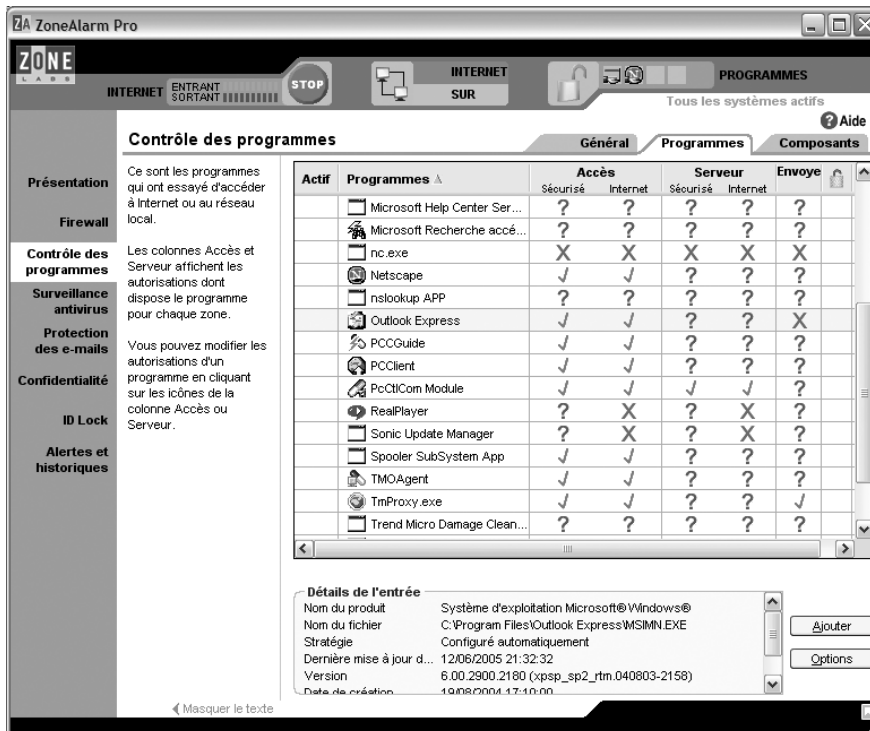 ZA ZoneAlarm Pro
ZONE
LABS
INTERNET
ENTRANT
SORTANT
STOP
INTERNET
SUR
PROGRAMMES
Tous les systèmes actifs
? Aide
Contrôle des programmes
Général
Programmes
Composants
Présentation
Firewall
Contrôle des
programmes
Surveillance
antivirus
Protection
des e-mails
Confidentialité
ID Lock
Alertes et
historiques
Ce sont les programmes
qui ont essayé d'accéder
à Internet ou au réseau
local.
Les colonnes Accès et
Serveur affichent les
autorisations dont
dispose le programme
pour chaque zone.
Vous pouvez modifier les
autorisations d'un
programme en cliquant
sur les icônes de la
colonne Accès ou
Serveur.
Actif Programmes Accès Serveur Envoye
Sécurisé Internet Sécurisé Internet
Microsoft Help Center Ser... ? ? ? ? ?
Microsoft Recherche accé... ? ? ? ? ?
nc.exe X X X X X
Netscape √ √ ? ? ?
nslookup APP ? ? ? ? ?
Outlook Express √ √ ? ? X
PCCGuide √ √ ? ? ?
PCClient √ √ ? ? ?
PcCtlCom Module √ √ √ √ ?
RealPlayer ? X ? X ?
Sonic Update Manager ? X ? X ?
Spooler SubSystem App √ √ ? ? ?
TMOAgent √ √ ? ? ?
TmProxy.exe √ √ ? ? √
Trend Micro Damage Clean... ? ? ? ? ?
Détails de l'entrée
Nom du produit Système d'exploitation Microsoft® Windows®
Nom du fichier C:\Program Files\Outlook Express\MSIMN.EXE
Stratégie Configuré automatiquement
Dernière mise à jour d... 12/06/2005 21:32:32
Version 6.00.2900.2180 (xpsp_sp2_rtm.040803-2158)
Date de création 19/08/2004 17:10:00
Ajouter
Options
Masquer le texte